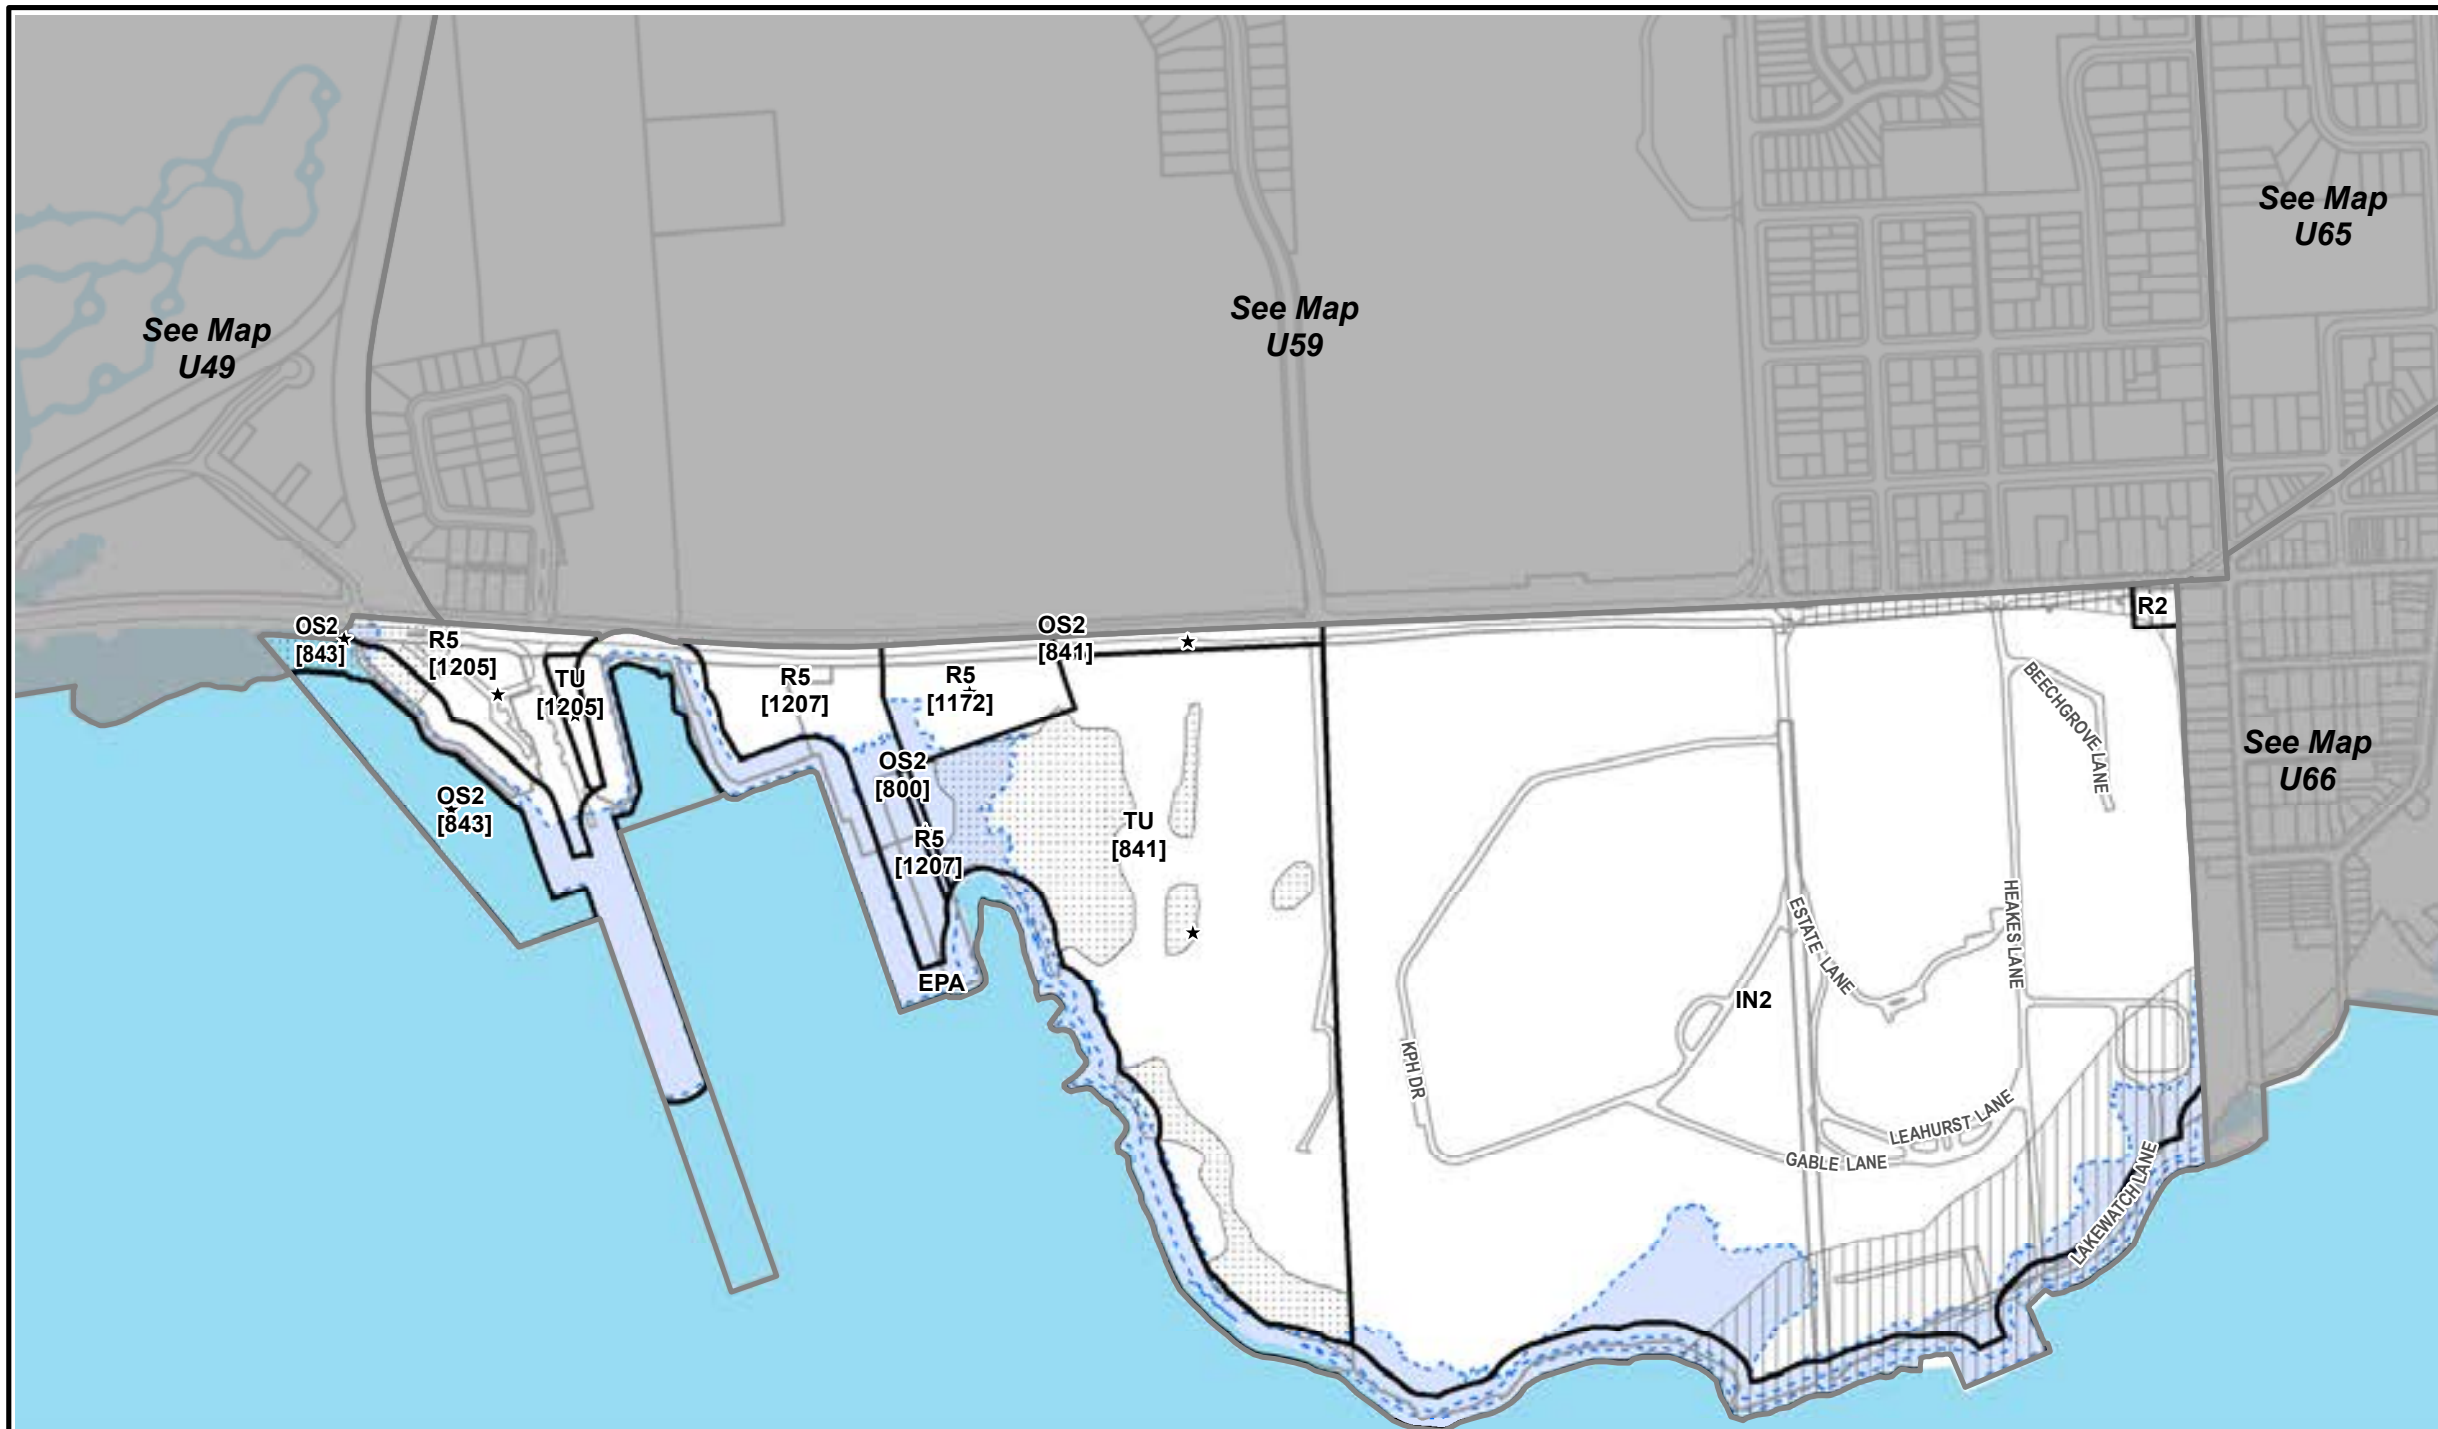 See Map
U65
See Map
U59
See Map
U49
OS2
[843]
R5
[1205]
TU
[1205]
R5
[1207]
R5
[1172]
OS2
[841]
R2
BEECHGROVE LANE
See Map
U66
OS2
[843]
OS2
[800]
R5
[1207]
TU
[841]
EPA
IN2
ESTATE LANE
HEAKES LANE
KPH DR
LEAHURST LANE
GABLE LANE
LAKEWATCH LANE